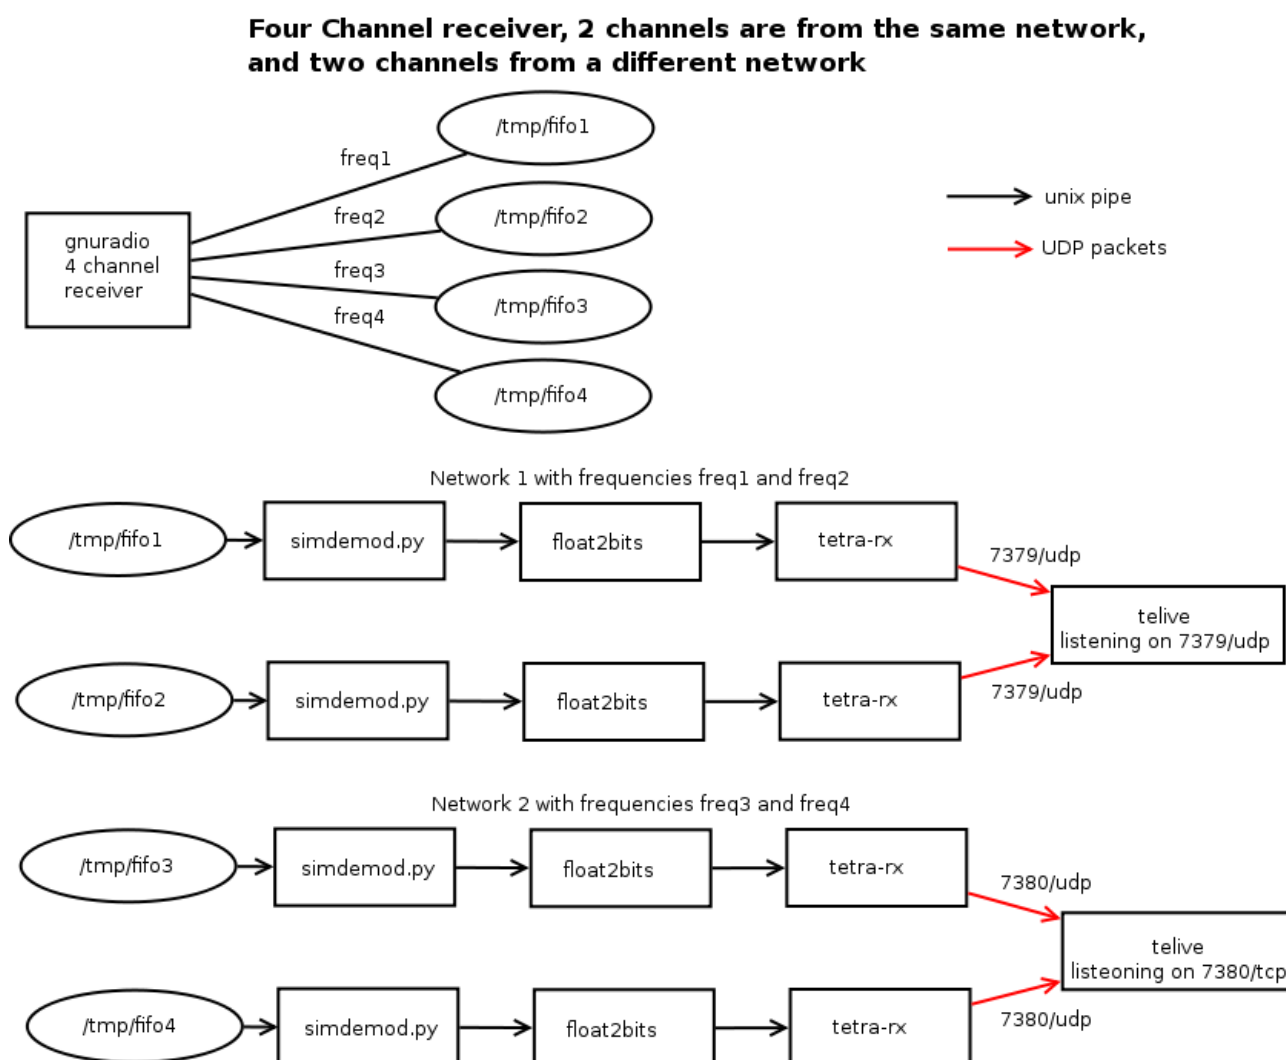 Four Channel receiver, 2 channels are from the same network,
and two channels from a different network
/tmp/fifo1
freq1
/tmp/fifo2
freq2
gnuradio
4 channel
receiver
freq3
/tmp/fifo3
freq4
/tmp/fifo4
unix pipe
UDP packets
Network 1 with frequencies freq1 and freq2
/tmp/fifo1
simdemod.py
float2bits
tetra-rx
7379/udp
telive
listening on 7379/udp
/tmp/fifo2
simdemod.py
float2bits
tetra-rx
7379/udp
Network 2 with frequencies freq3 and freq4
/tmp/fifo3
simdemod.py
float2bits
tetra-rx
7380/udp
telive
listeoning on 7380/tcp
/tmp/fifo4
simdemod.py
float2bits
tetra-rx
7380/udp